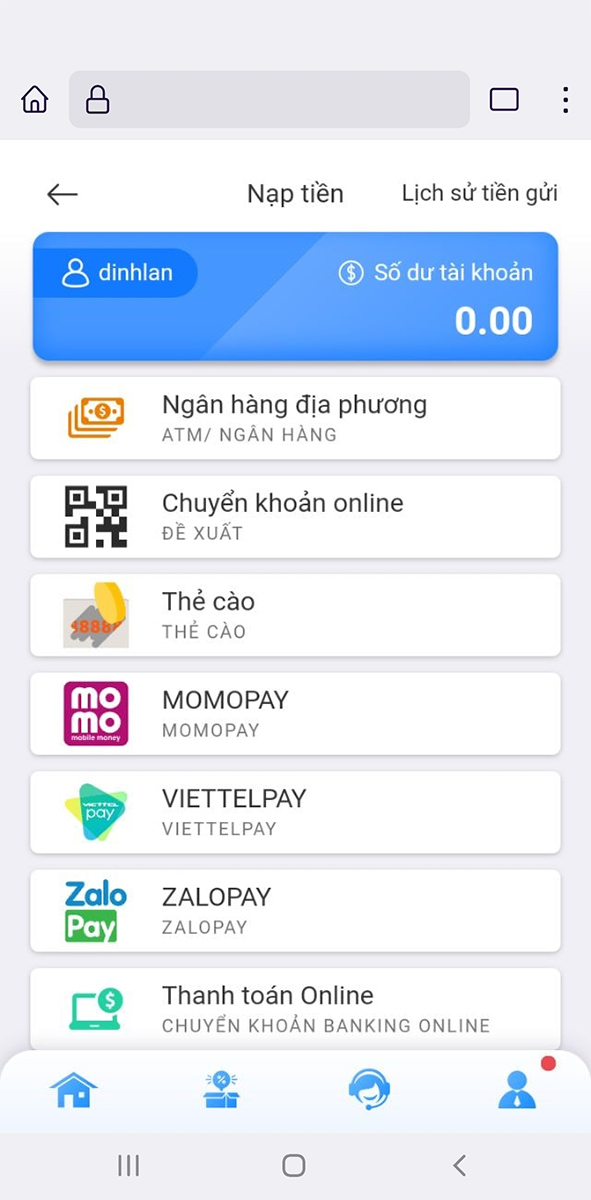 Nạp tiền
Lịch sử tiền gửi
dinhlan
Số dư tài khoản
0.00
Ngân hàng địa phương
ATM/ NGÂN HÀNG
Chuyển khoản online
ĐỀ XUẤT
Thẻ cào
THẺ CÀO
mo
mo
mobile money
MOMOPAY
MOMOPAY
VIETTEL
pay
VIETTELPAY
VIETTELPAY
Zalo
Pay
ZALOPAY
ZALOPAY
Thanh toán Online
CHUYỂN KHOẢN BANKING ONLINE